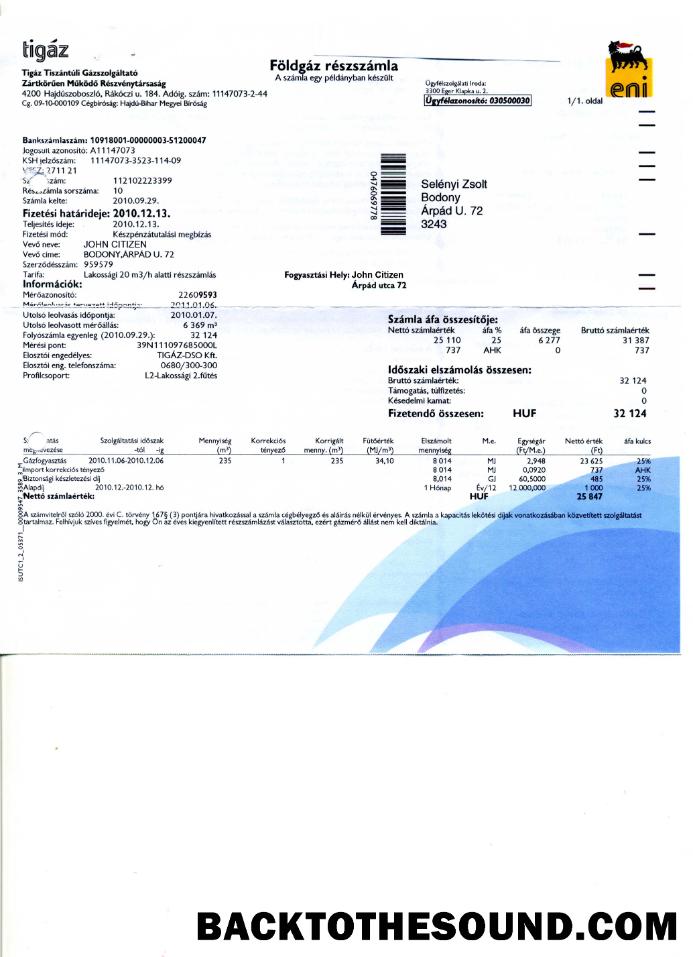 tigáz
Tigáz Tiszántúli Gázszolgáltató
Zártkörűen Működő Részvénytársaság
4200 Hajdúszoboszló, Rákóczi u. 184. Adóig. szám: 11147073-2-44
Cg. 09-10-000109 Cégbíróság: Hajdú-Bihar Megyei Bíróság
Földgáz részszámla
A számla egy példányban készült
Ügyfélszolgálati Iroda:
3300 Eger Klapka u. 2.
Ügyfélazonosító: 030500030
1/1. oldal
eni
Bankszámlaszám: 10918001-00000003-51200047
Jogosult azonosító: A11147073
KSH jelzőszám: 11147073-3523-114-09
2711 21
szám: 112102223399
Részszámla sorszáma: 10
Számla kelte: 2010.09.29.
Fizetési határideje: 2010.12.13.
Teljesítés ideje: 2010.12.13.
Fizetési mód: Készpénzátutalási megbízás
Vevő neve: JOHN CITIZEN
Vevő címe: BODONY,ÁRPÁD U. 72
Szerződésszám: 959579
Tarifa: Lakossági 20 m3/h alatti részszámlás
0476069778
Selényi Zsolt
Bodony
Árpád U. 72
3243
Fogyasztási Hely: John Citizen
Árpád utca 72
Információk:
Mérőazonosító: 22609593
Mérőleolvasás tervezett időpontja: 2011.01.06.
Utolsó leolvasás időpontja: 2010.01.07.
Utolsó leolvasott mérőállás: 6 369 m³
Folyószámla egyenleg (2010.09.29.): 32 124
Mérési pont: 39N111097685000L
Elosztói engedélyes: TIGÁZ-DSO Kft.
Elosztói eng. telefonszáma: 0680/300-300
Profilcsoport: L2-Lakossági 2.fűtés
Számla áfa összesítője:
Nettó számlaérték áfa % áfa összege Bruttó számlaérték
25 110 25 6 277 31 387
737 AHK 0 737
Időszaki elszámolás összesen:
Bruttó számlaérték: 32 124
Támogatás, túlfizetés: 0
Késedelmi kamat: 0
Fizetendő összesen: HUF 32 124
Szolgáltatási időszak Mennyiség Korrekciós Korrigált Fűtőérték Elszámolt M.e. Egységár Nettó érték áfa kulcs
-tól -ig (m³) tényező menny. (m³) (MJ/m³) mennyiség (Ft/M.e.) (Ft)
Gázfogyasztás 2010.11.06-2010.12.06 235 1 235 34,10 8 014 MJ 2,948 23 625 25%
Import korrekciós tényező 8 014 MJ 0,0920 737 AHK
Biztonsági készletezési díj 8,014 GJ 60,5000 485 25%
Alapdíj 2010.12.-2010.12. hó 1 Hónap Év/12 12 000,000 1 000 25%
Nettó számlaérték: HUF 25 847
A számvitelről szóló 2000. évi C. törvény 167§ (3) pontjára hivatkozással a számla cégbélyegző és aláírás nélkül érvényes. A számla a kapacitás lekötési díjak vonatkozásában közvetített szolgáltatást
tartalmaz. Felhívjuk szíves figyelmét, hogy Ön az éves kiegyenlített részszámlázást választotta, ezért gázmérő állást nem kell diktálnia.
BACKTOTHESOUND.COM